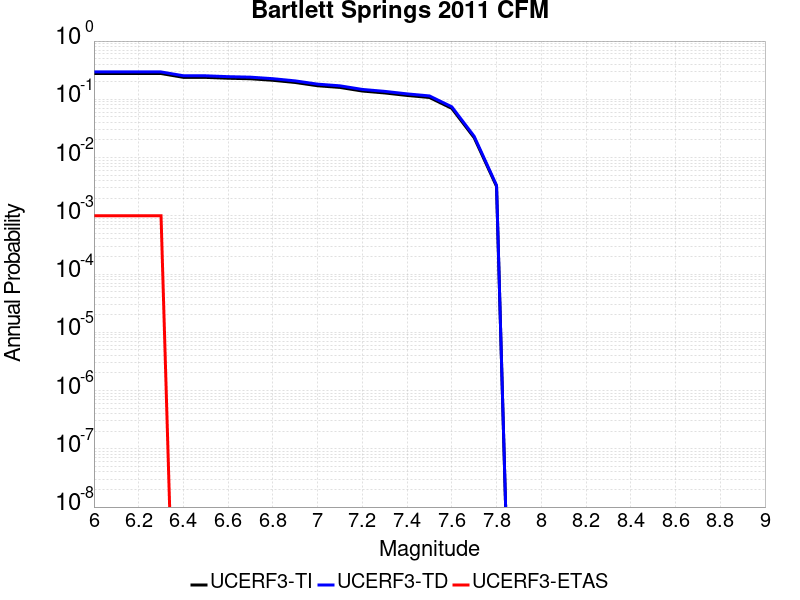 Bartlett Springs 2011 CFM
10^0
10^-1
10^-2
10^-3
10^-4
10^-5
10^-6
10^-7
10^-8
Annual Probability
6 6.2 6.4 6.6 6.8 7 7.2 7.4 7.6 7.8 8 8.2 8.4 8.6 8.8 9
Magnitude
UCERF3-TI UCERF3-TD UCERF3-ETAS